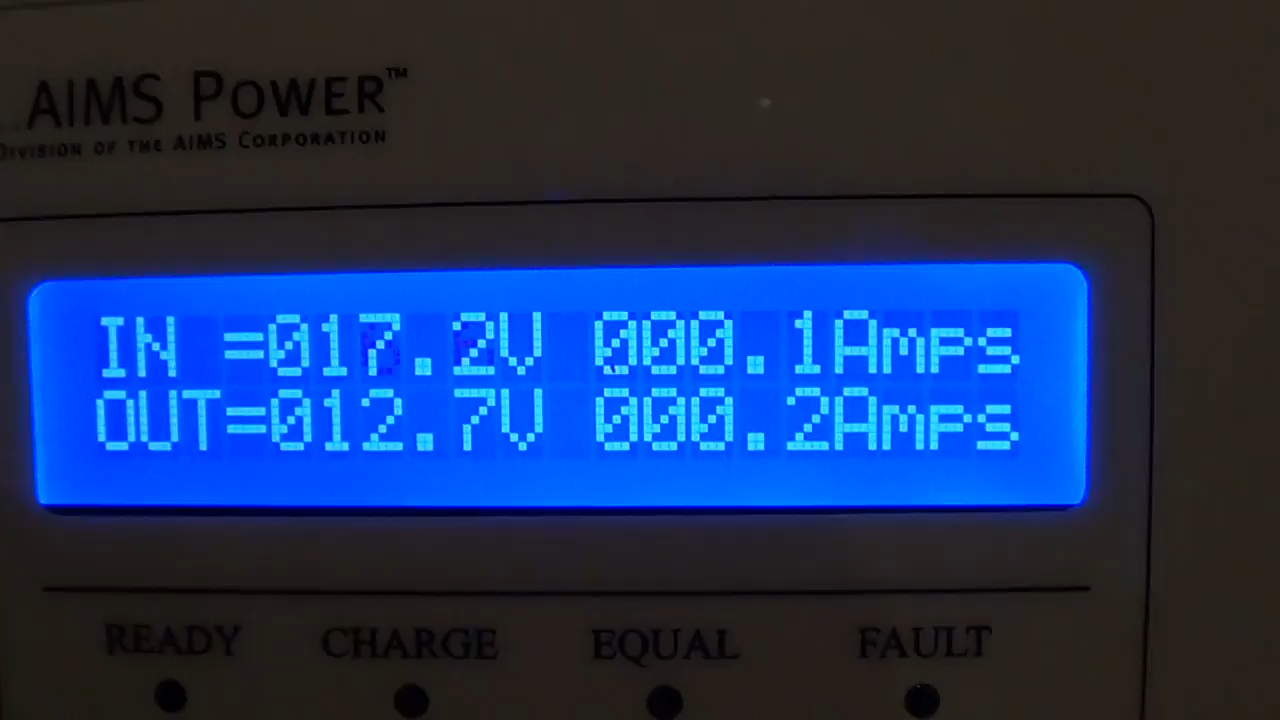 AIMS POWER™
DIVISION OF THE AIMS CORPORATION
IN =017.2V 000.1Amps
OUT=012.7V 000.2Amps
READY CHARGE EQUAL FAULT